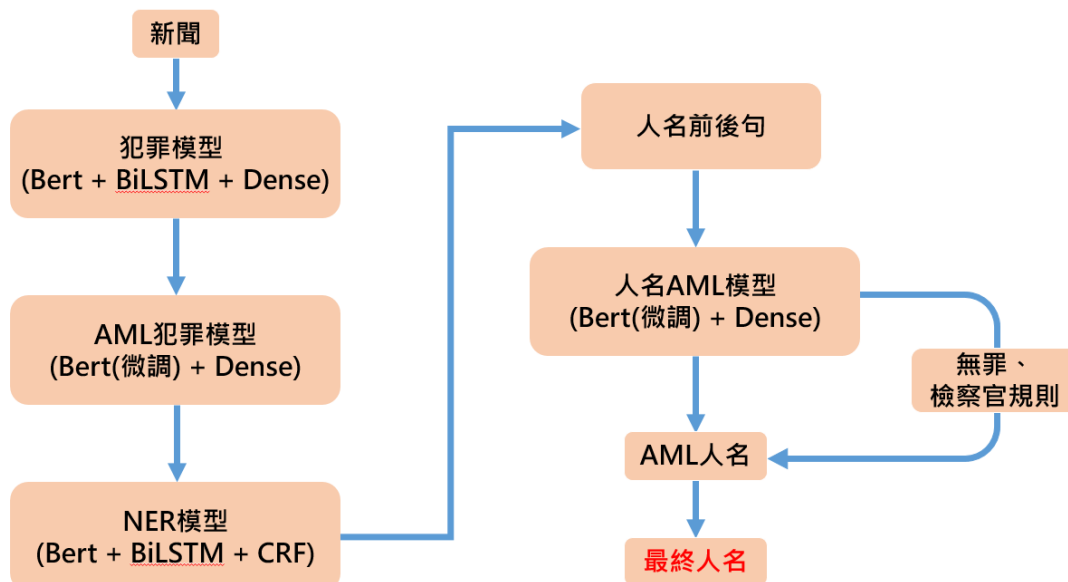 新聞
犯罪模型
(Bert + BiLSTM + Dense)
AML犯罪模型
(Bert(微調) + Dense)
NER模型
(Bert + BiLSTM + CRF)
人名前後句
人名AML模型
(Bert(微調) + Dense)
無罪、
檢察官規則
AML人名
最終人名